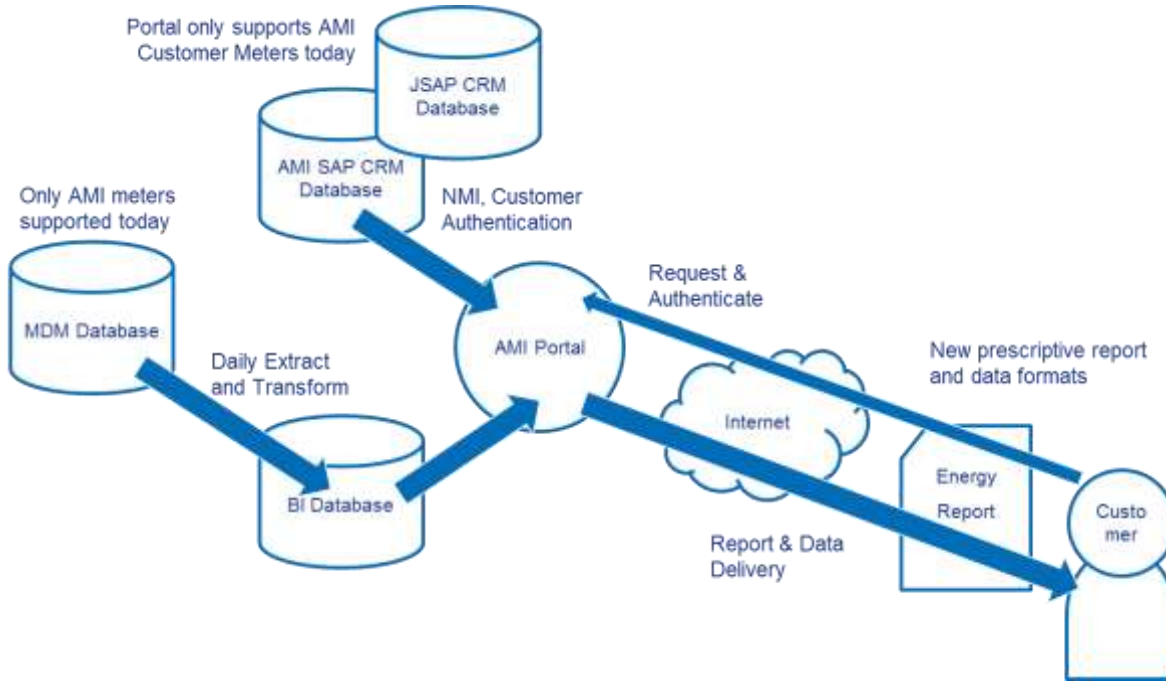 Portal only supports AMI
Customer Meters today
JSAP CRM
Database
AMI SAP CRM
Database
Only AMI meters
supported today
NMI, Customer
Authentication
MDM Database
Request &
Authenticate
AMI Portal
Daily Extract
and Transform
New prescriptive report
and data formats
Internet
BI Database
Energy
Report
Custo
mer
Report & Data
Delivery